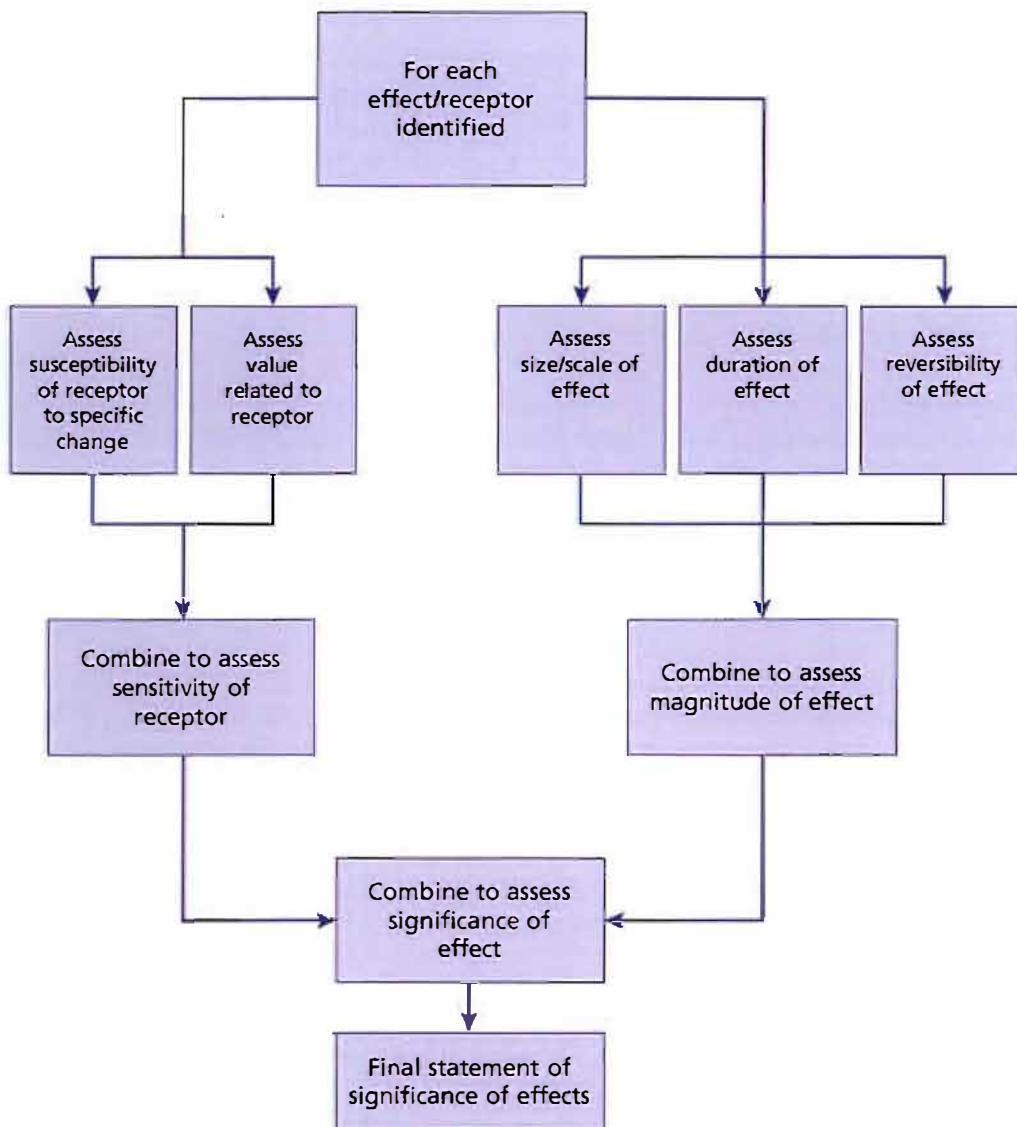 For each
effect/receptor
identified
Assess
susceptibility
of receptor
to specific
change
Assess
value
related to
receptor
Assess
size/scale of
effect
Assess
duration of
effect
Assess
reversibility
of effect
Combine to assess
sensitivity of
receptor
Combine to assess
magnitude of effect
Combine to assess
significance of
effect
Final statement of
significance of effects